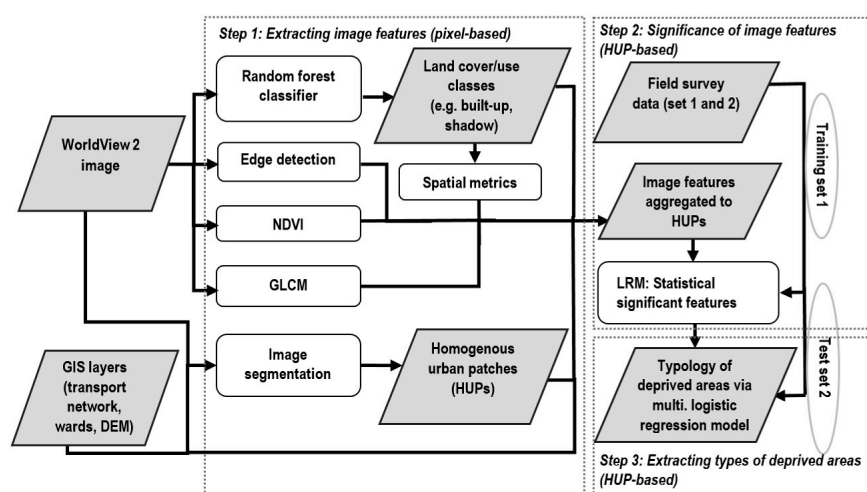 Step 1: Extracting image features (pixel-based)
Random forest
classifier
Land cover/use
classes
(e.g. built-up,
shadow)
WorldView 2
image
Edge detection
Spatial metrics
NDVI
GLCM
Image
segmentation
Homogenous
urban patches
(HUPs)
GIS layers
(transport
network,
wards, DEM)
Step 2: Significance of image features
(HUP-based)
Field survey
data (set 1 and 2)
Training set 1
Image features
aggregated to
HUPs
LRM: Statistical
significant features
Test set 2
Typology of
deprived areas via
multi. logistic
regression model
Step 3: Extracting types of deprived areas
(HUP-based)